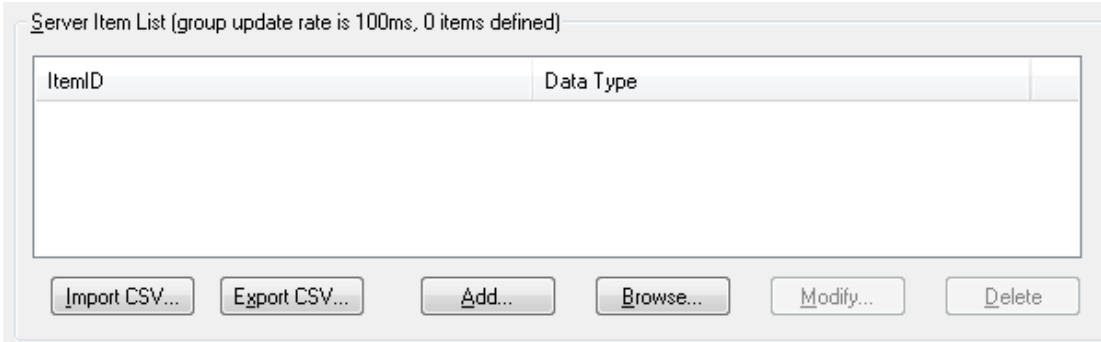 Server Item List (group update rate is 100ms, 0 items defined)
ItemID Data Type
Import CSV... Export CSV... Add... Browse... Modify... Delete